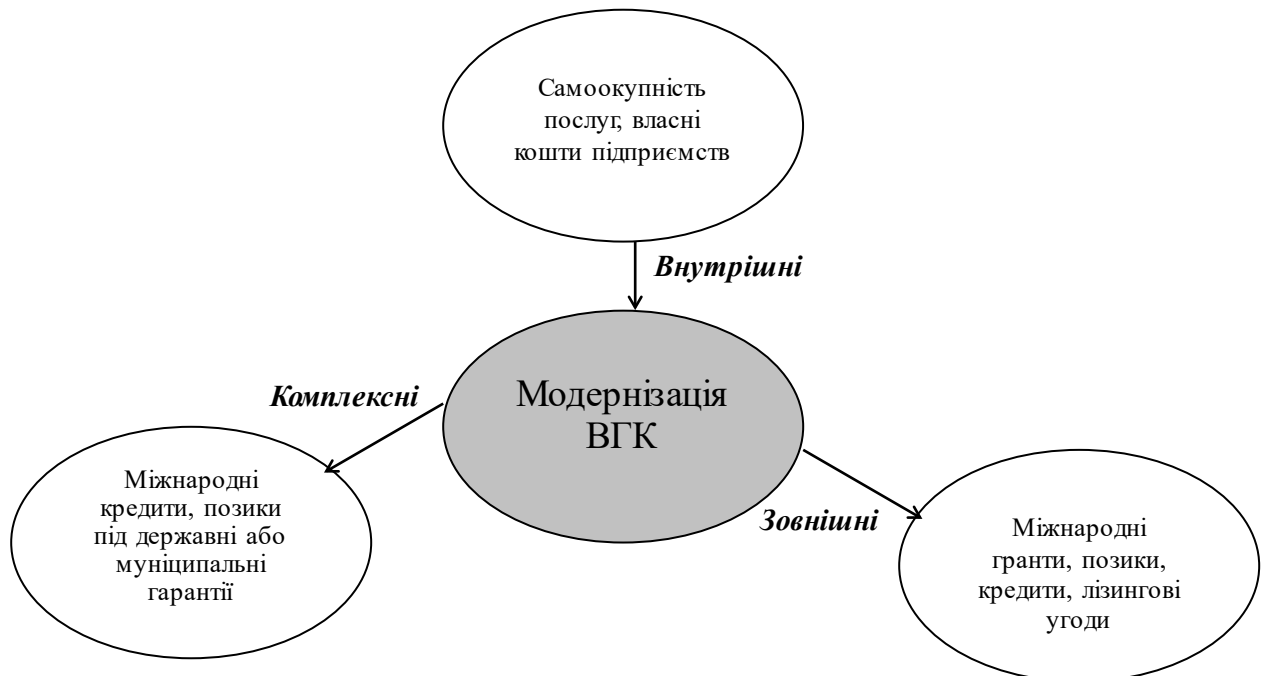 Самоокупність
послуг, власні
кошти підприємств
Внутрішні
Модернізація
ВГК
Комплексні
Міжнародні
кредити, позики
під державні або
муніципальні
гарантії
Зовнішні
Міжнародні
гранти, позики,
кредити, лізингові
угоди